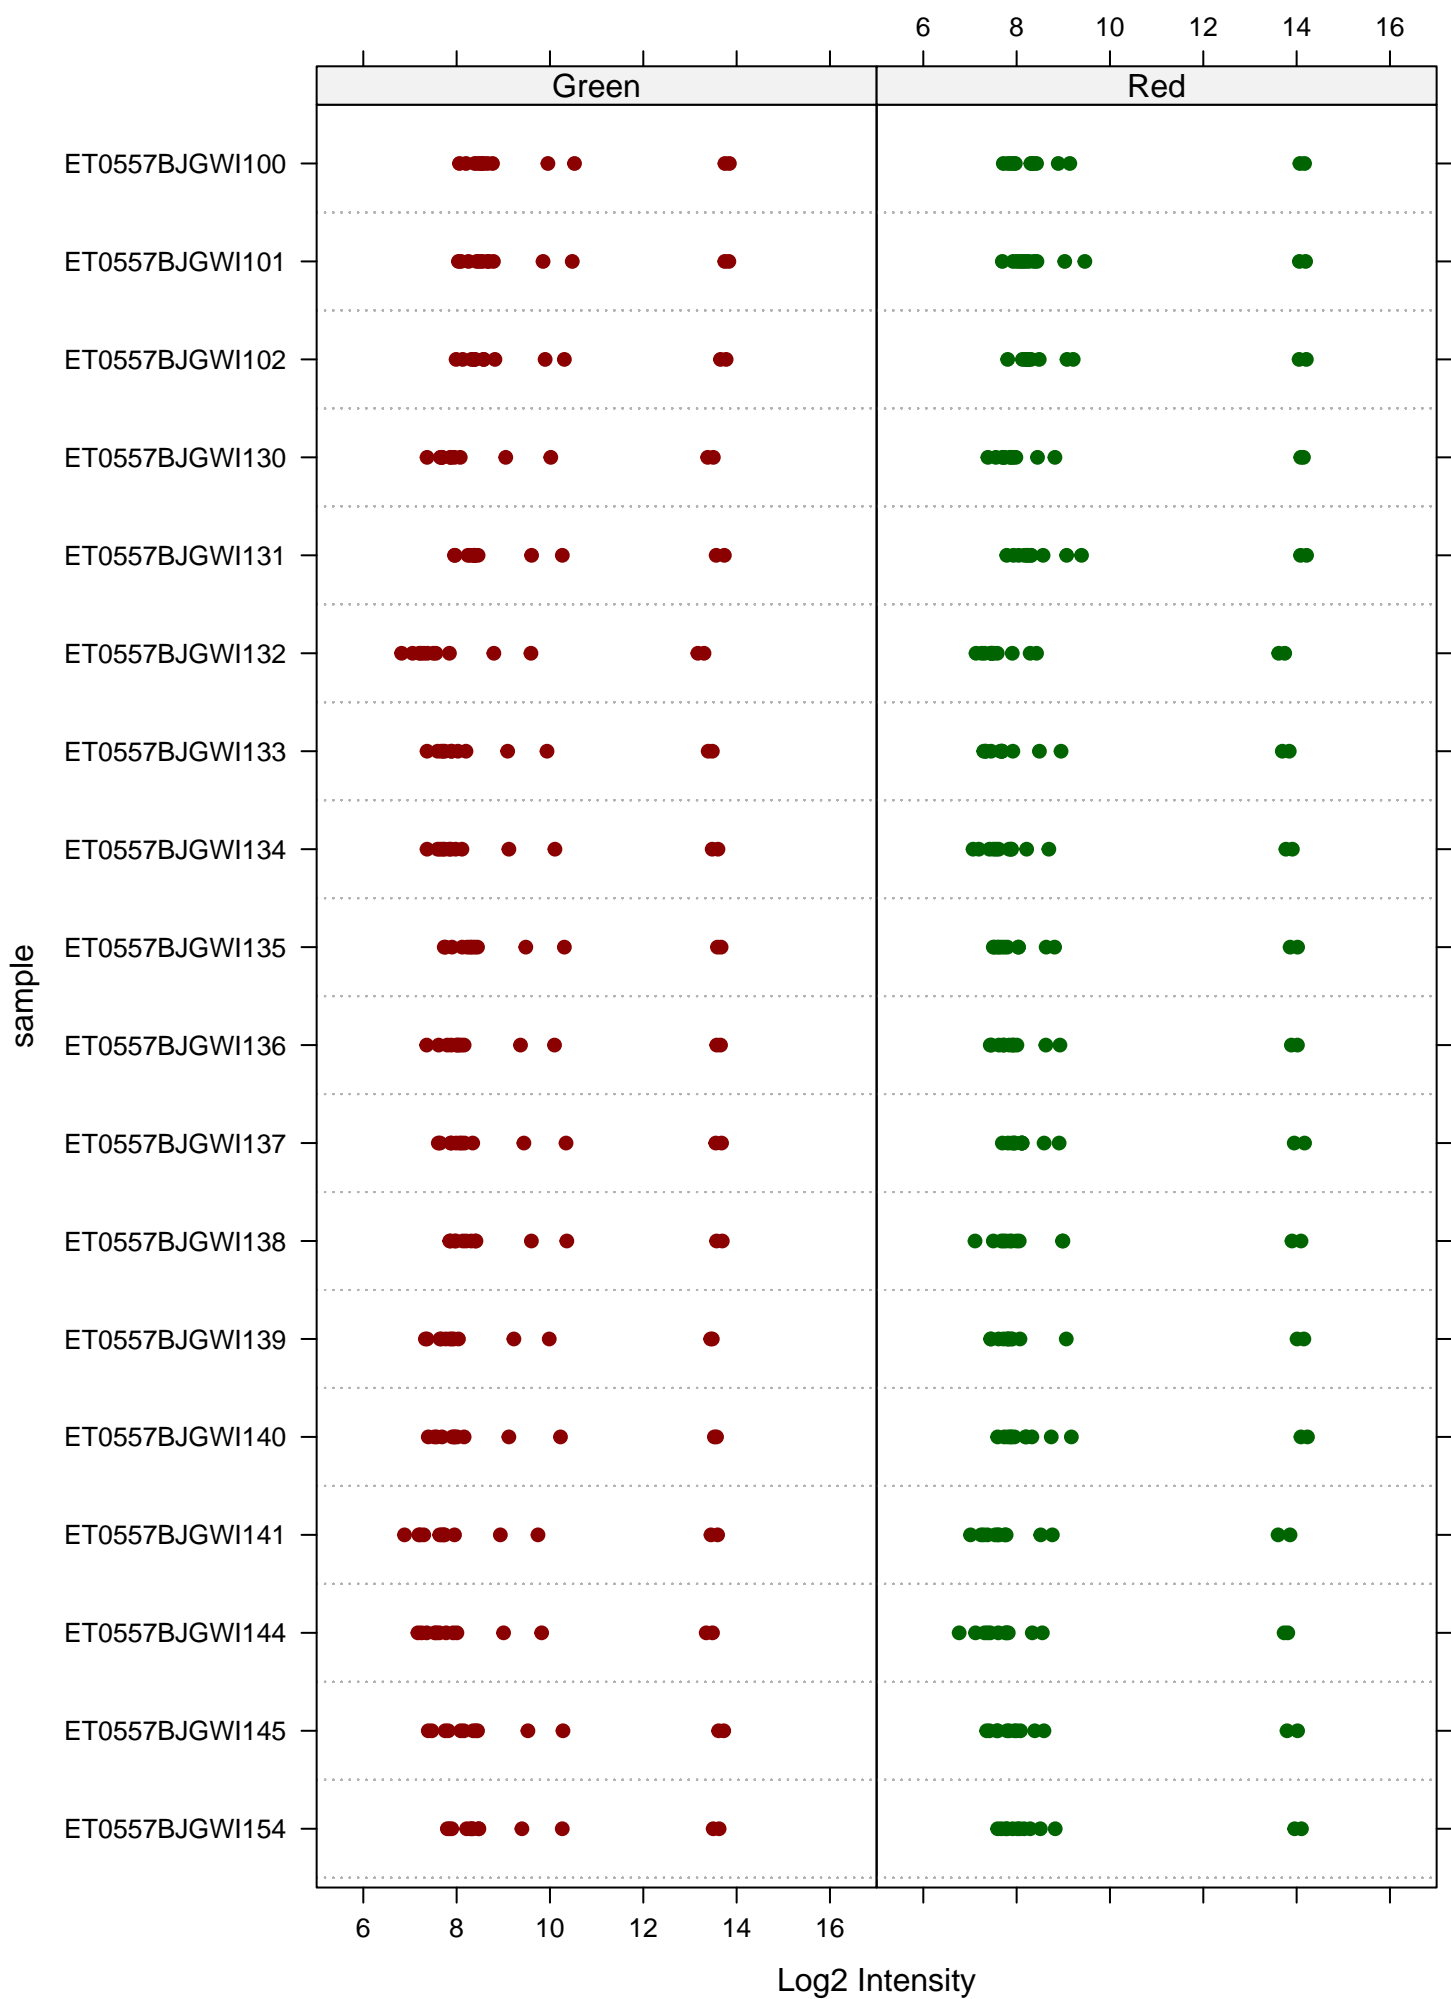 6 8 10 12 14 16
Green Red
ET0557BJGWI100
ET0557BJGWI101
ET0557BJGWI102
ET0557BJGWI130
ET0557BJGWI131
ET0557BJGWI132
ET0557BJGWI133
ET0557BJGWI134
ET0557BJGWI135
sample
ET0557BJGWI136
ET0557BJGWI137
ET0557BJGWI138
ET0557BJGWI139
ET0557BJGWI140
ET0557BJGWI141
ET0557BJGWI144
ET0557BJGWI145
ET0557BJGWI154
6 8 10 12 14 16
Log2 Intensity